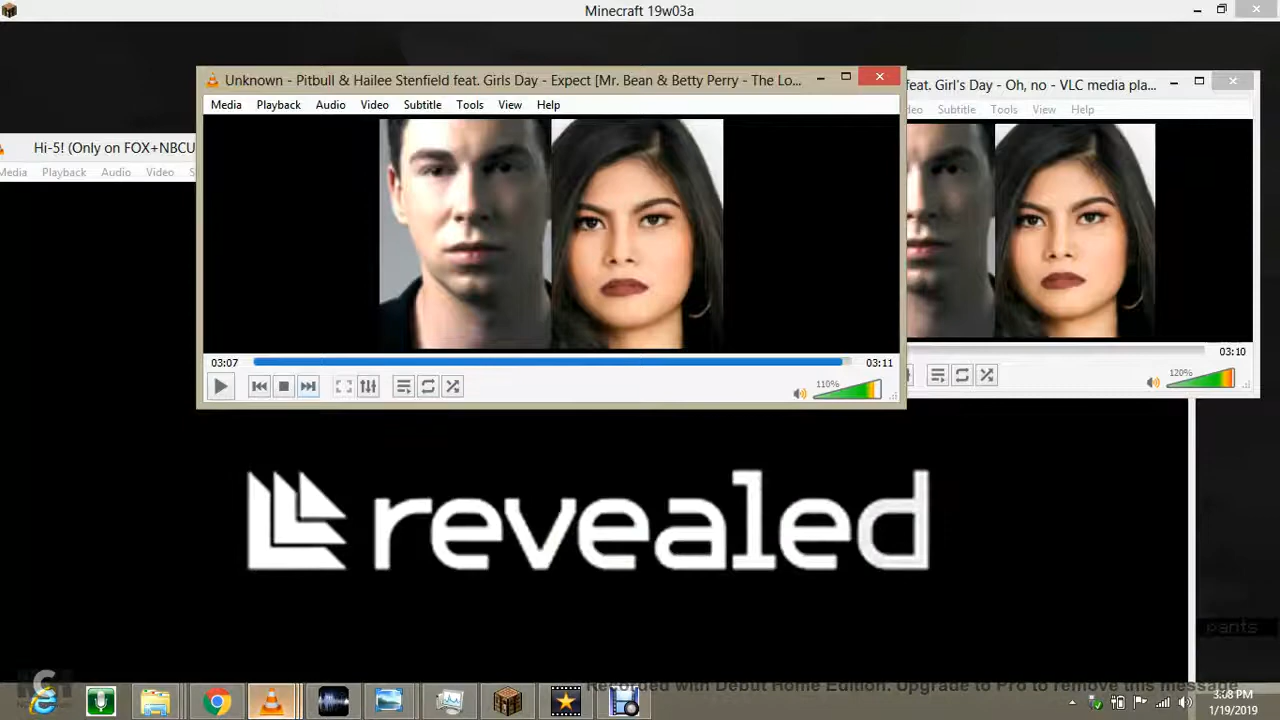 Minecraft 19w03a
Unknown - Pitbull & Hailee Stenfield feat. Girls Day - Expect [Mr. Bean & Betty Perry - The Lo...
feat. Girl's Day - Oh, no - VLC media pla...
Media Playback Audio Video Subtitle Tools View Help
deo Subtitle Tools View Help
Hi-5! (Only on FOX+NBCU
Media Playback Audio Video S
03:07 03:11
03:10
110%
120%
revealed
pants
Recorded with Debut Home Edition. Upgrade to Pro to remove this message
3:08 PM
1/19/2019